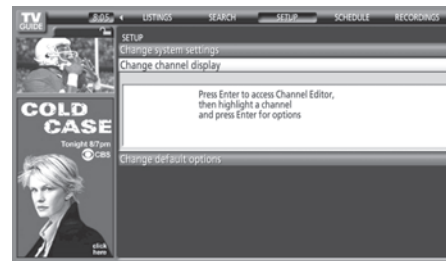 TV GUIDE
8:05 LISTINGS SEARCH SETUP SCHEDULE RECORDINGS
SETUP
Change system settings
Change channel display
Press Enter to access Channel Editor,
then highlight a channel
and press Enter for options
Change default options
COLD
CASE
Tonight 8/7pm
CBS
click
here